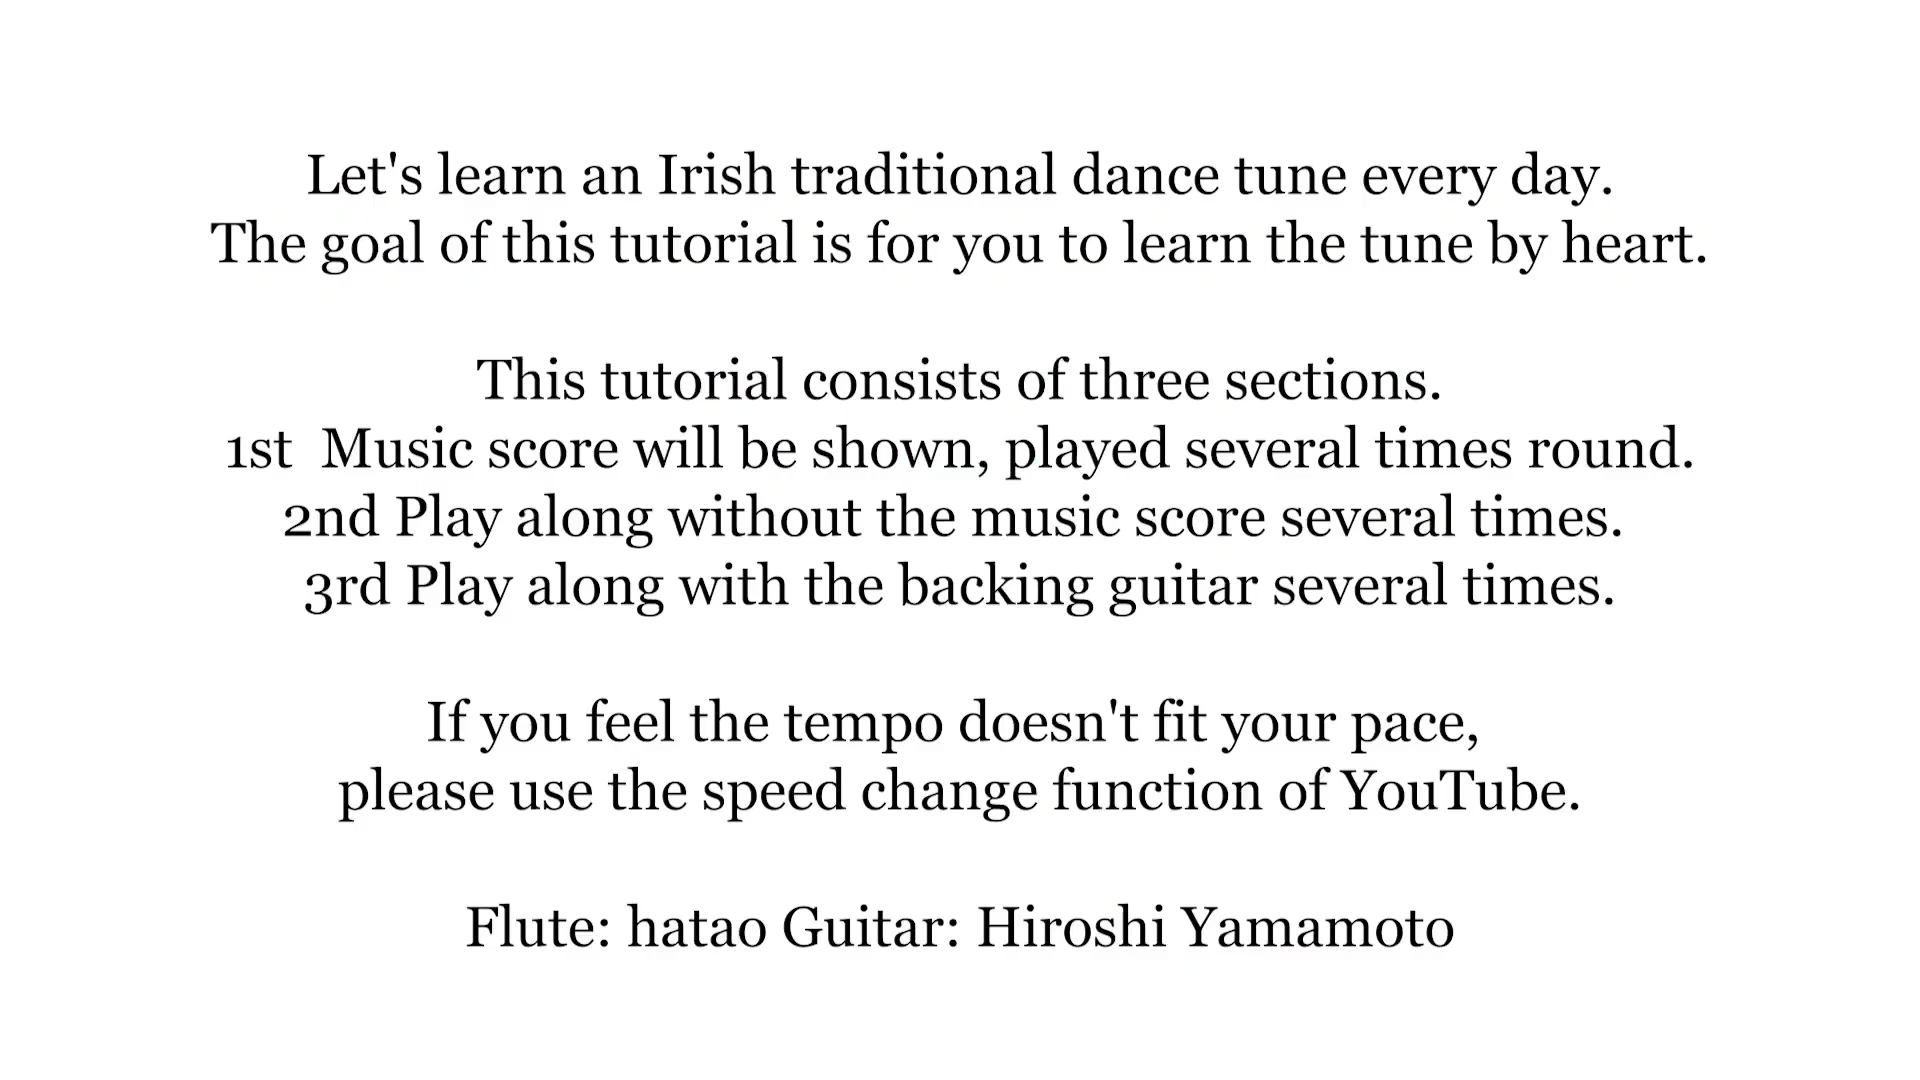 Let's learn an Irish traditional dance tune every day.
The goal of this tutorial is for you to learn the tune by heart.
This tutorial consists of three sections.
1st  Music score will be shown, played several times round.
2nd Play along without the music score several times.
3rd Play along with the backing guitar several times.
If you feel the tempo doesn't fit your pace,
please use the speed change function of YouTube.
Flute: hatao Guitar: Hiroshi Yamamoto